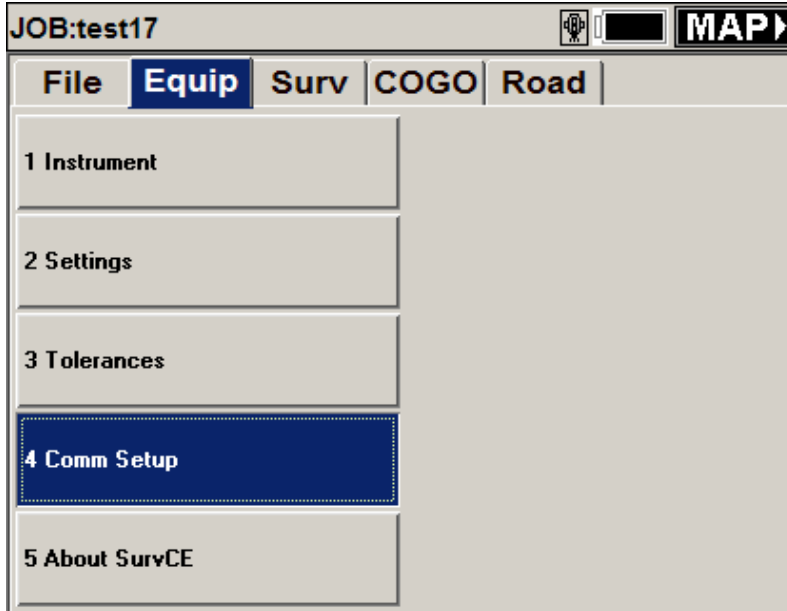 JOB:test17 MAP
File Equip Surv COGO Road
1 Instrument
2 Settings
3 Tolerances
4 Comm Setup
5 About SurvCE